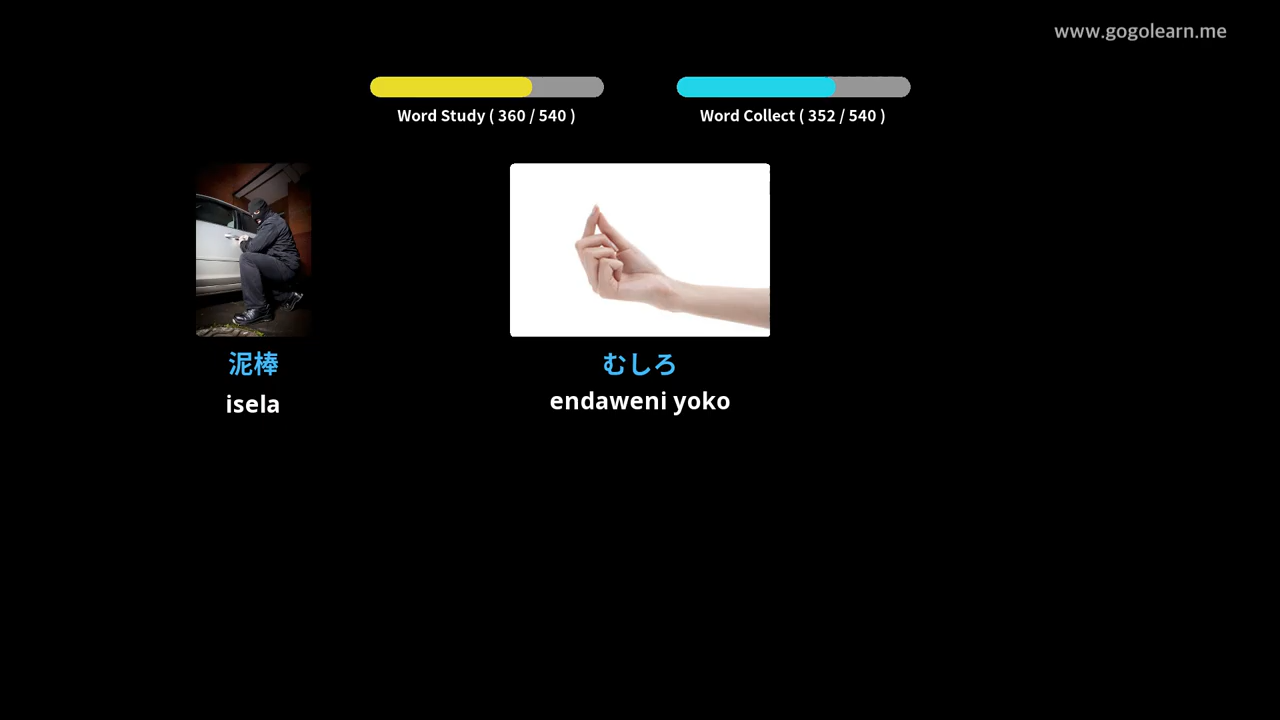 www.gogolearn.me
Word Study ( 360 / 540 )
Word Collect ( 352 / 540 )
泥棒
isela
むしろ
endaweni yoko